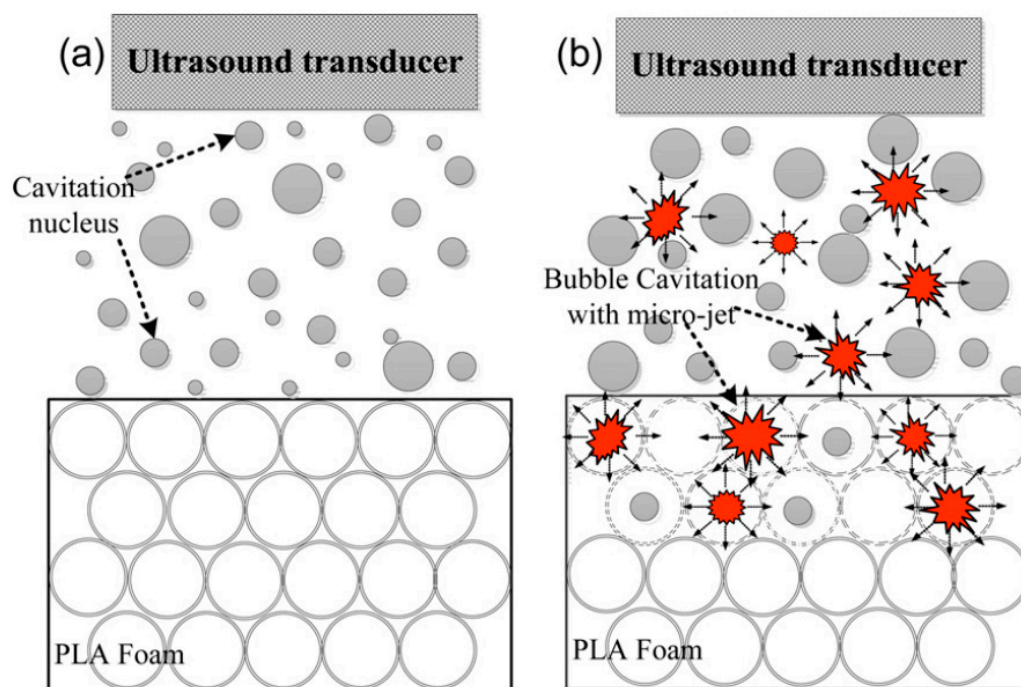 (a)
Ultrasound transducer
Cavitation
nucleus
PLA Foam
(b)
Ultrasound transducer
Bubble Cavitation
with micro-jet
PLA Foam